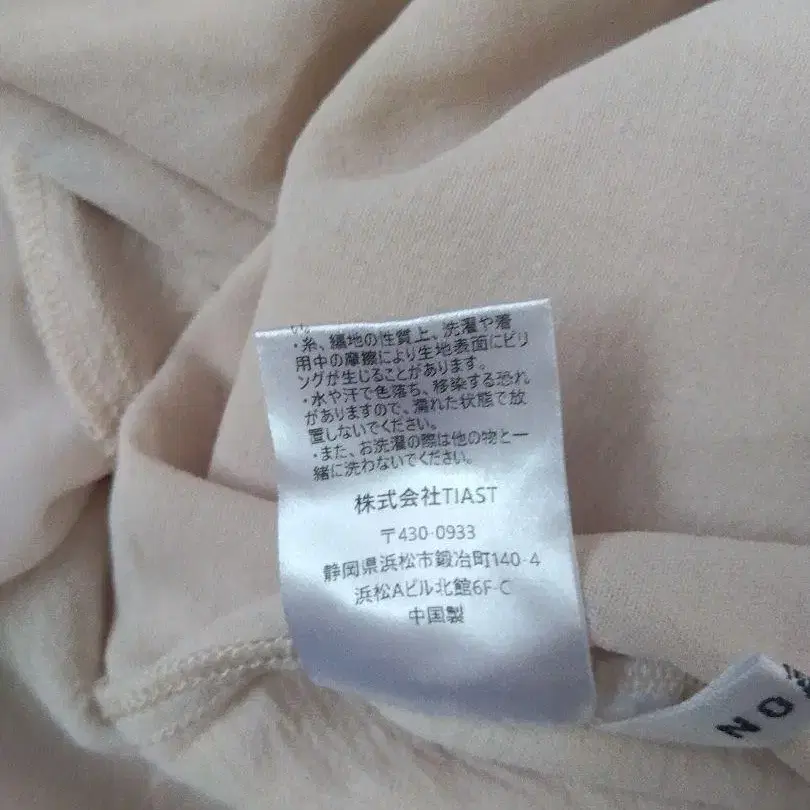 ・糸、編地の性質上、洗濯や着
用中の摩擦により生地表面にピリ
ングが生じることがあります。
・水や汗で色落ち、移染する恐れ
がありますので、濡れた状態で放
置しないでください。
・また、お洗濯の際は他の物と一
緒に洗わないでください。
株式会社TIAST
〒430-0933
静岡県浜松市鍛冶町140-4
浜松Aビル北館6F-C
中国製
NO